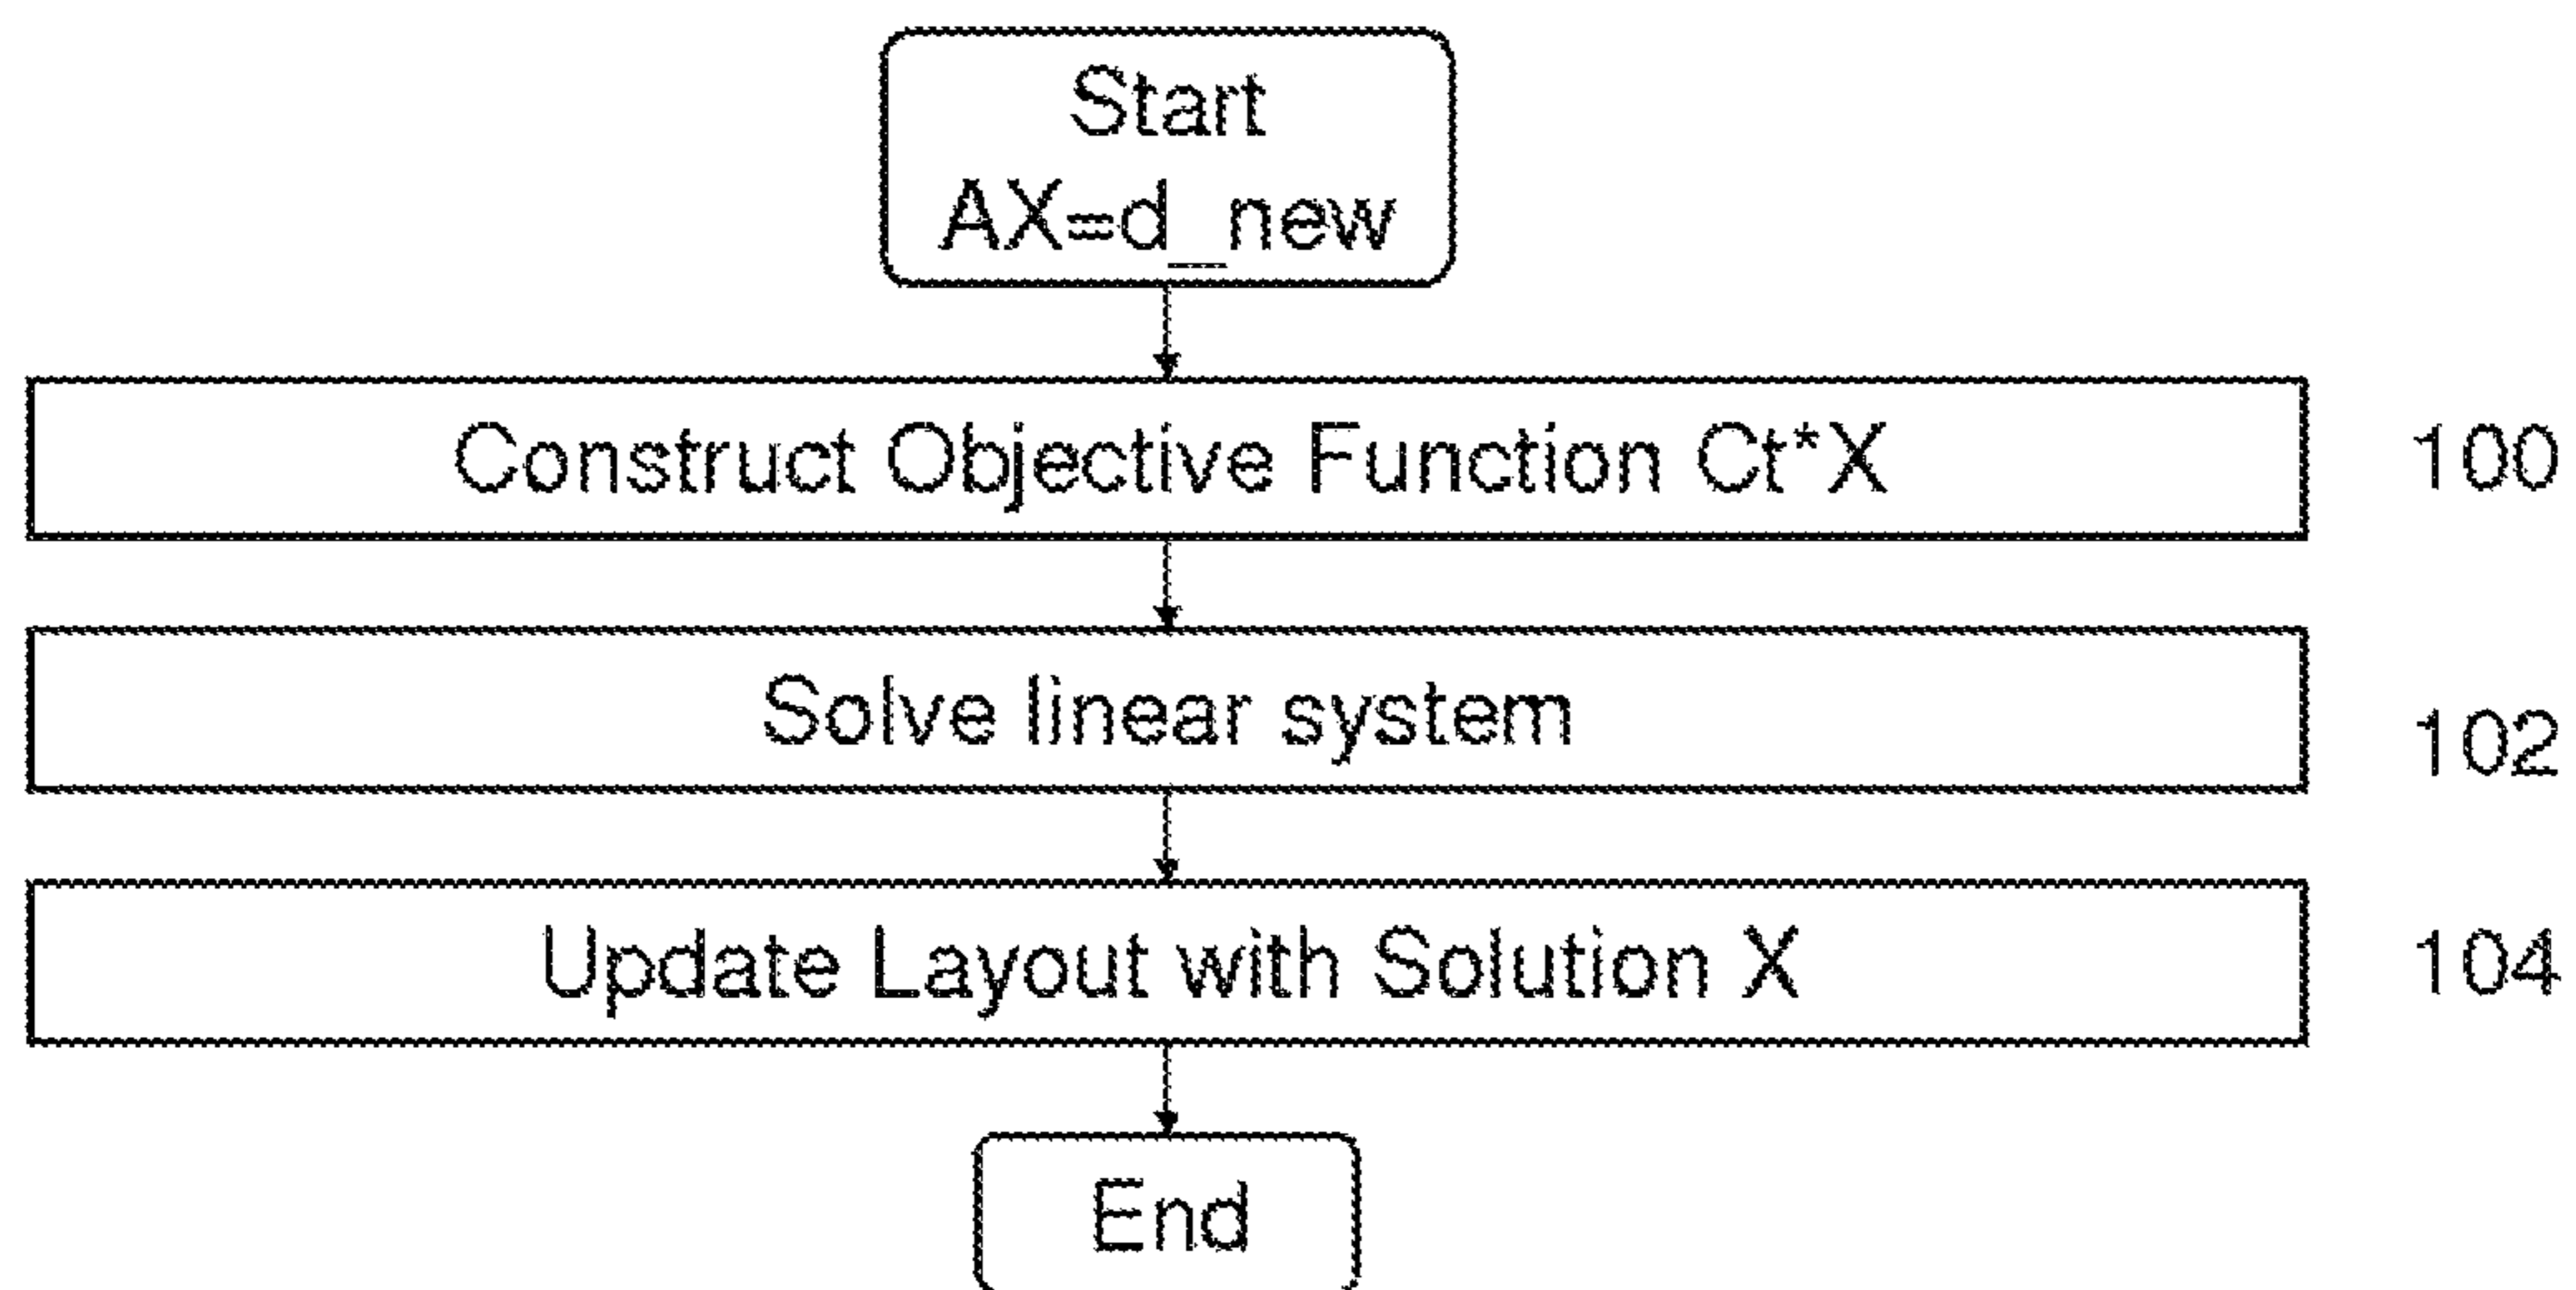 Start
AX=d_new
Construct Objective Function Ct*X
100
Solve linear system
102
Update Layout with Solution X
104
End